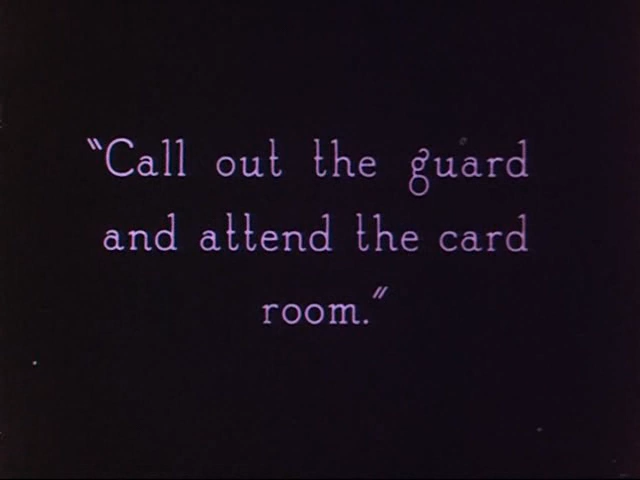 "Call out the guard
and attend the card
room."